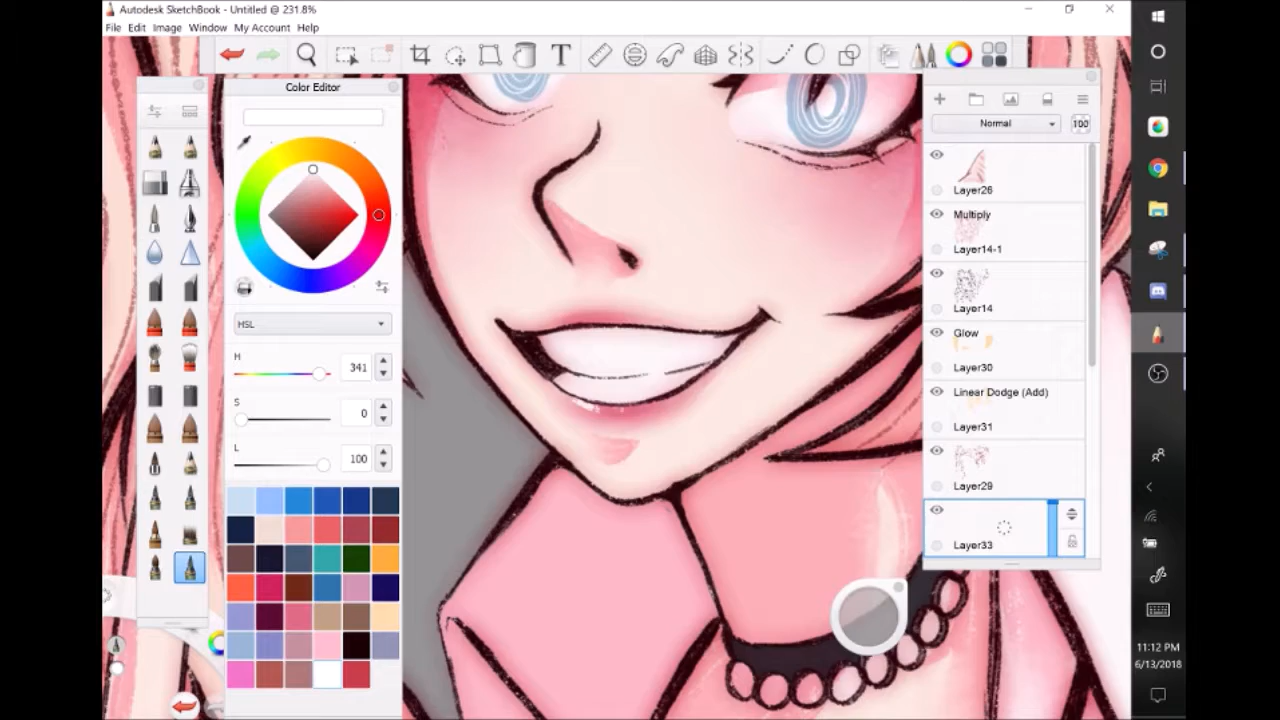 Autodesk SketchBook - Untitled @ 231.8%
File Edit Image Window My Account Help
T
Color Editor
HSL
H 341
S 0
L 100
Normal 100
Layer26
Multiply
Layer14-1
Layer14
Glow
Layer30
Linear Dodge (Add)
Layer31
Layer29
Layer33
11:12 PM
6/13/2018